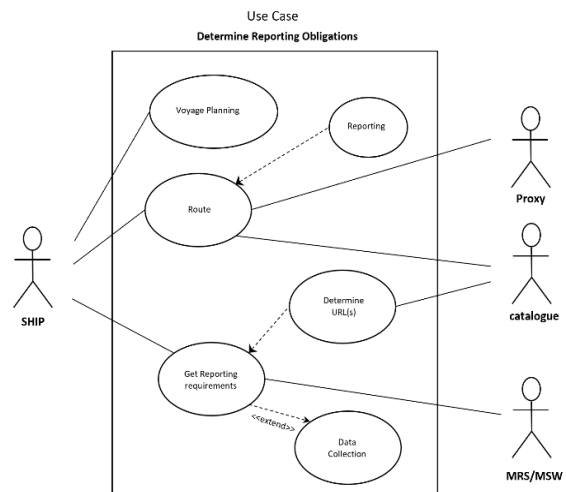 Use Case
Determine Reporting Obligations
Voyage Planning
Reporting
Proxy
Route
SHIP
Determine
URL(s)
catalogue
Get Reporting
requirements
<<extend>>
Data
Collection
MRS/MSW